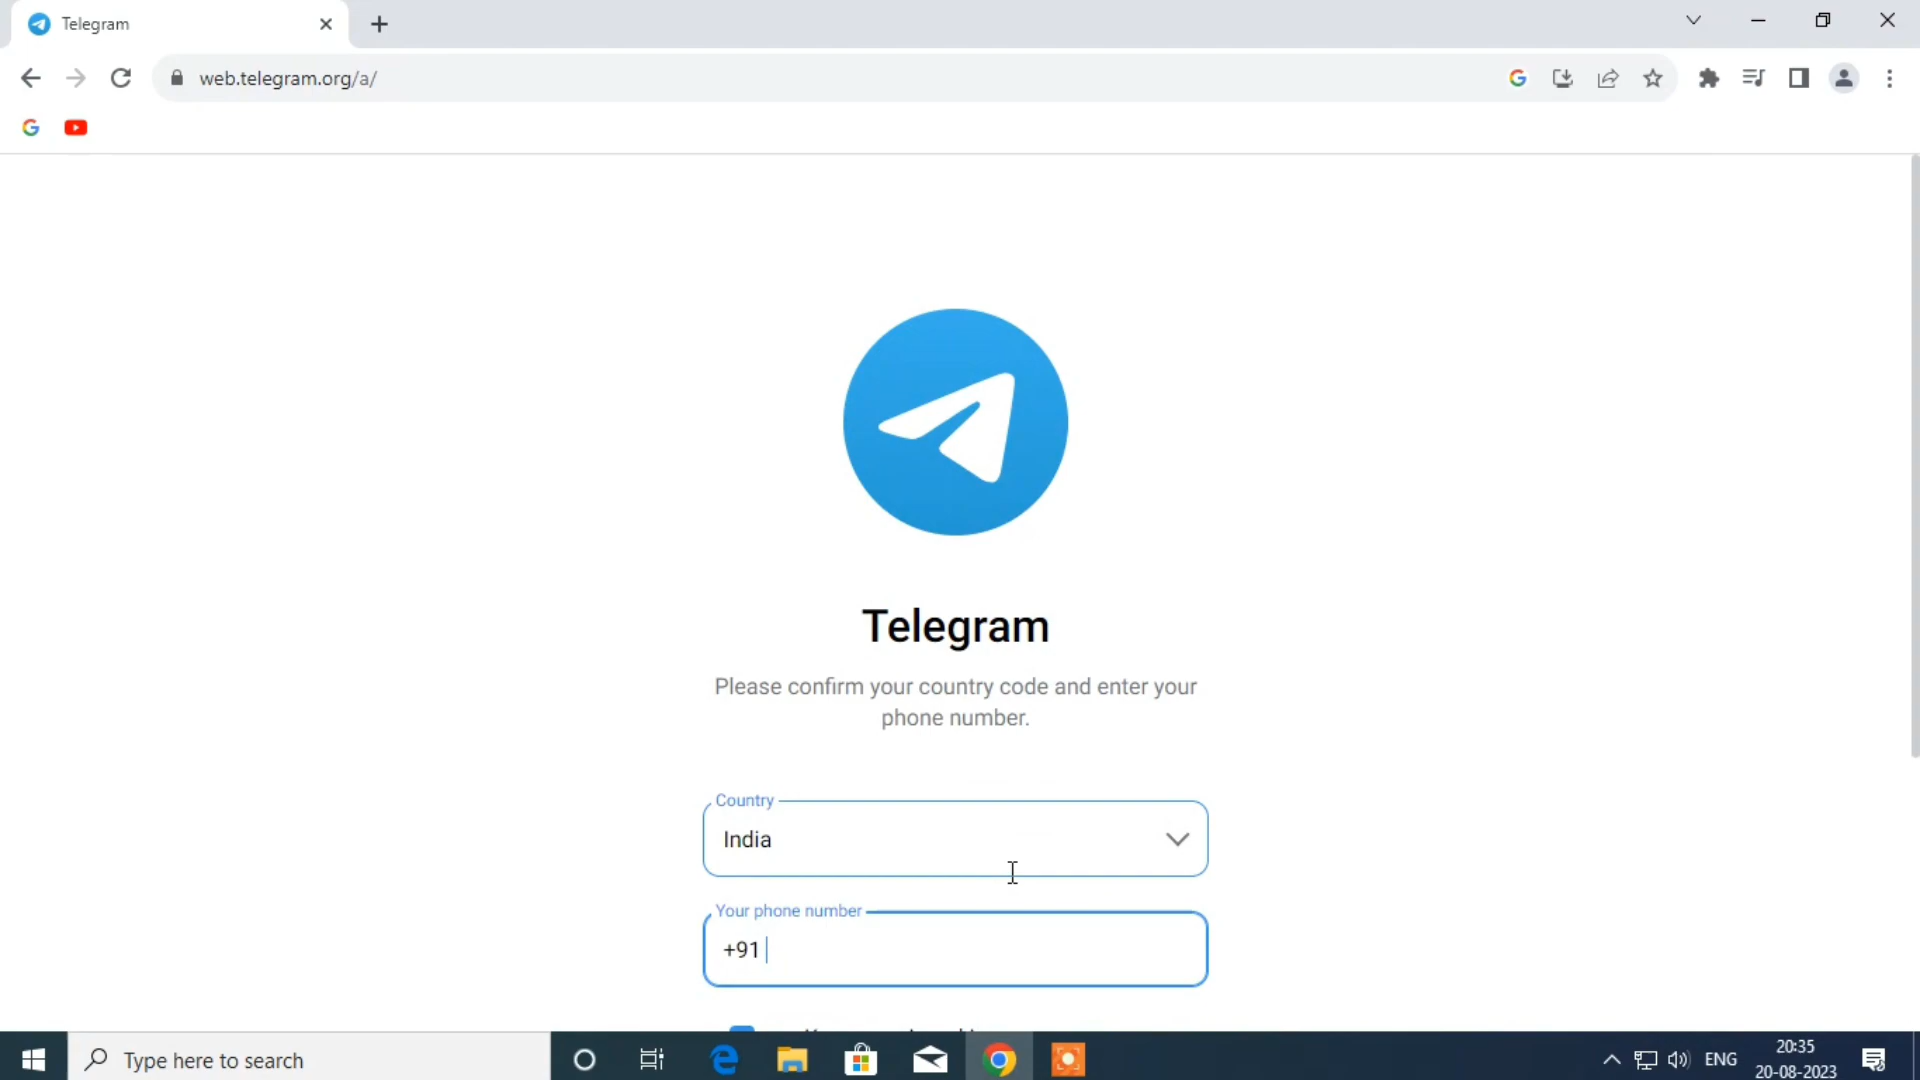 Telegram
web.telegram.org/a/
Telegram
Please confirm your country code and enter your
phone number.
Country
India
Your phone number
+91
Type here to search
ENG
20:35
20-08-2023